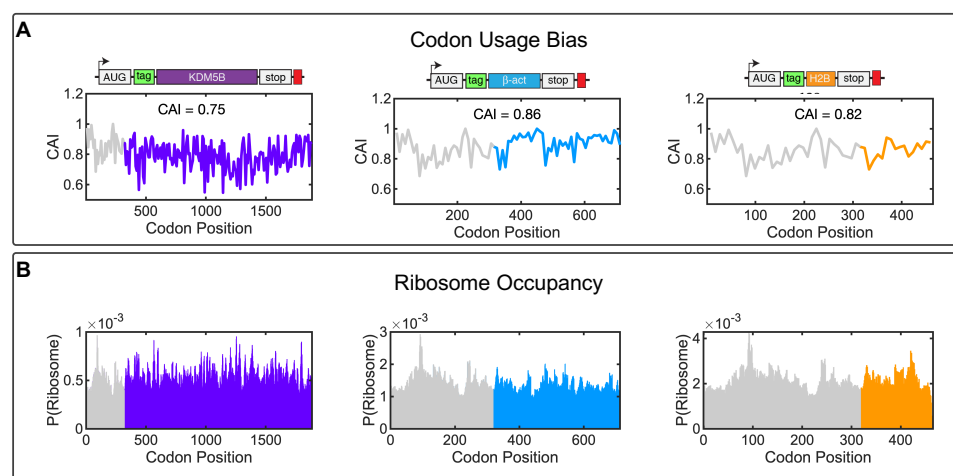 A
Codon Usage Bias
AUG tag KDM5B stop
AUG tag β-act stop
AUG tag H2B stop
1.2
1
0.8
0.6
CAI
CAI = 0.75
500 1000 1500
Codon Position
1.2
1
0.8
0.6
CAI
CAI = 0.86
200 400 600
Codon Position
1.2
1
0.8
0.6
CAI
CAI = 0.82
100 200 300 400
Codon Position
B
Ribosome Occupancy
×10⁻³
1
0.5
0
P(Ribosome)
0 500 1000 1500
Codon Position
×10⁻³
3
2
1
0
P(Ribosome)
0 200 400 600
Codon Position
×10⁻³
4
2
0
P(Ribosome)
0 100 200 300 400
Codon Position